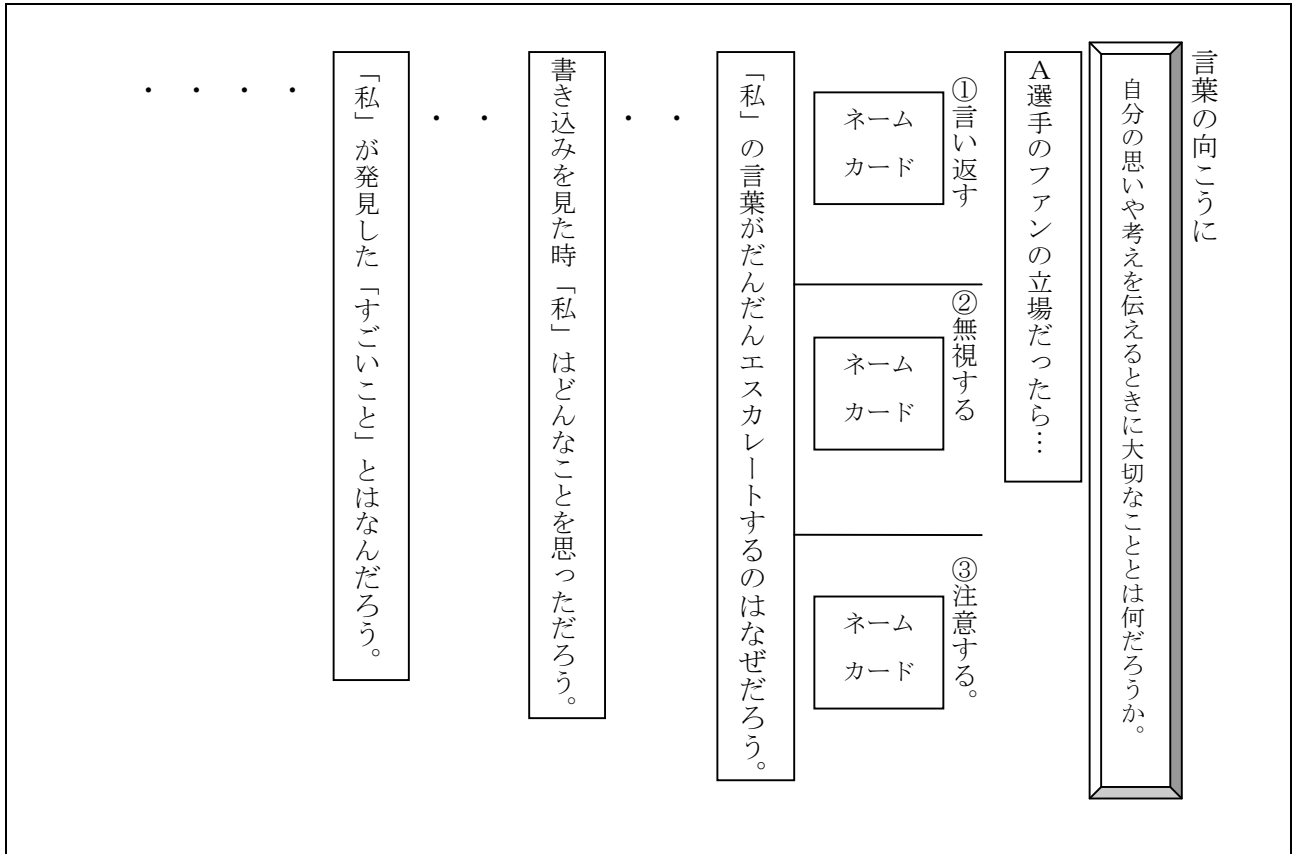 言葉の向こうに
自分の思いや考えを伝えるときに大切なこととは何だろうか。
A選手のファンの立場だったら…
①言い返す
ネーム
カード
②無視する
ネーム
カード
③注意する。
ネーム
カード
「私」の言葉がだんだんエスカレートするのはなぜだろう。
・
・
書き込みを見た時「私」はどんなことを思っただろう。
・
・
「私」が発見した「すごいこと」とはなんだろう。
・
・
・
・